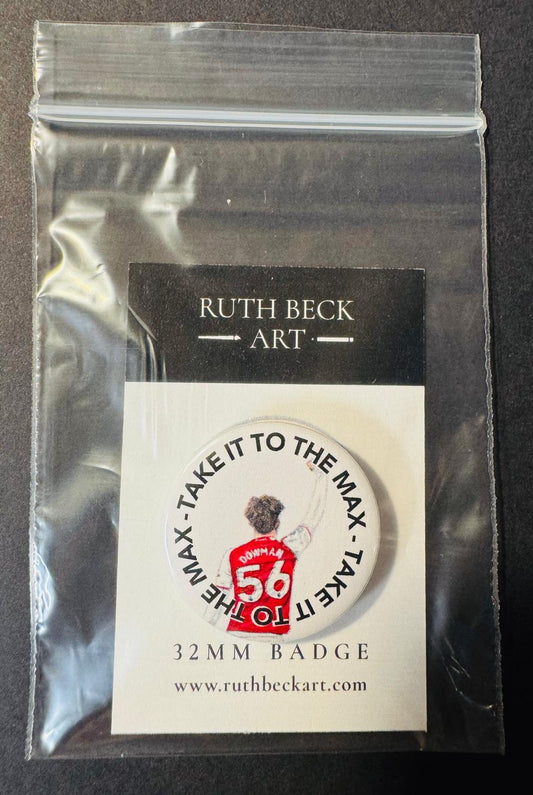 RUTH BECK
ART
TAKE IT TO THE MAX - TAKE IT TO THE MAX -
DOWMAN
56
32MM BADGE
www.ruthbeckart.com